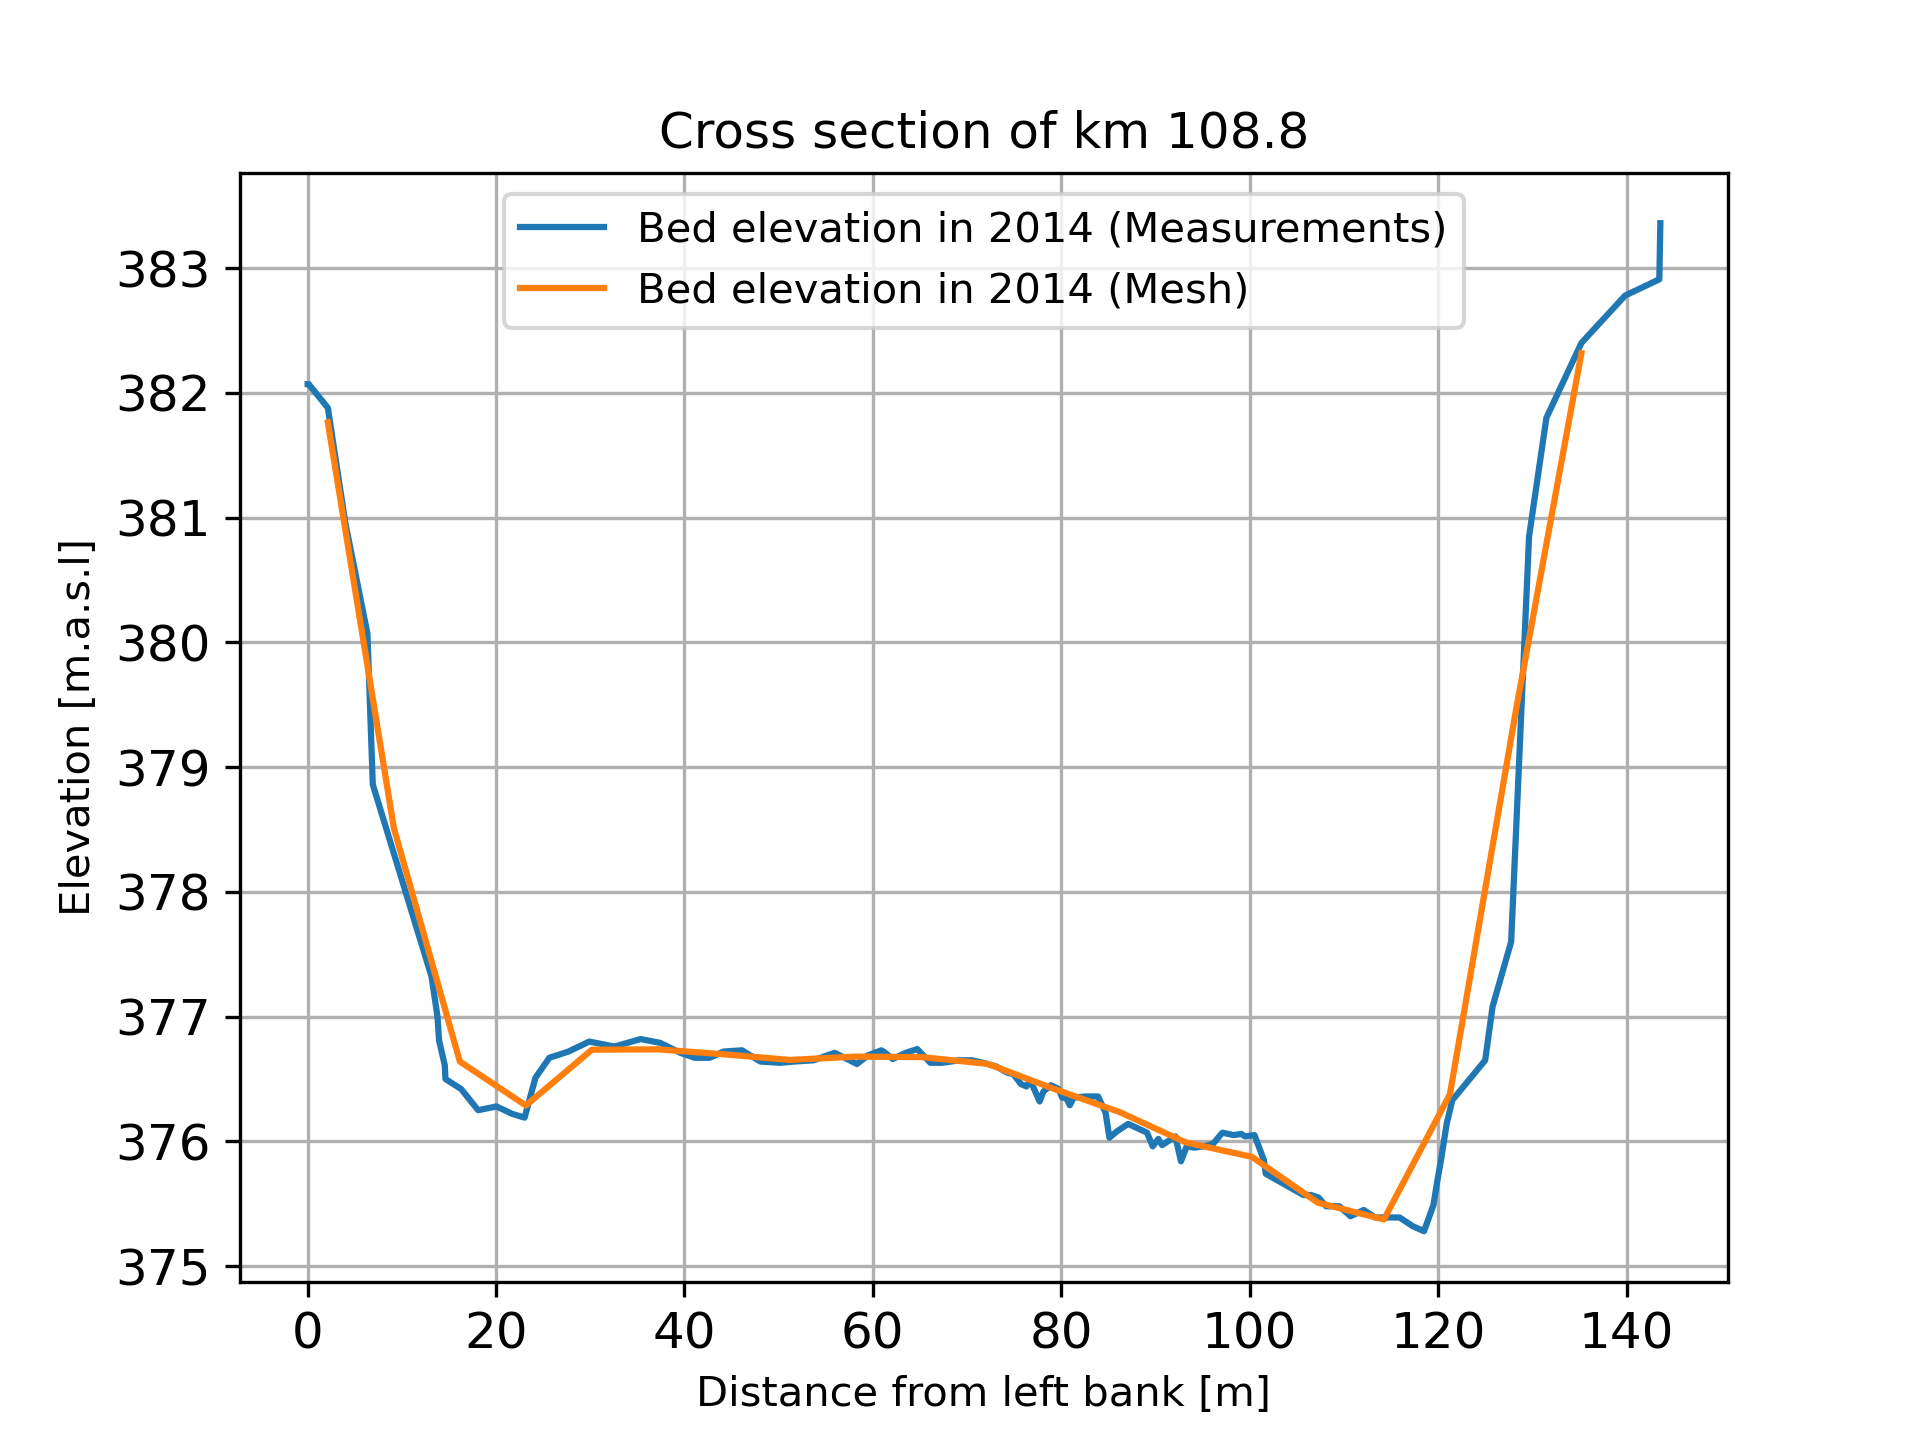 Cross section of km 108.8
Bed elevation in 2014 (Measurements)
Bed elevation in 2014 (Mesh)
Elevation [m.a.s.l]
383
382
381
380
379
378
377
376
375
0 20 40 60 80 100 120 140
Distance from left bank [m]